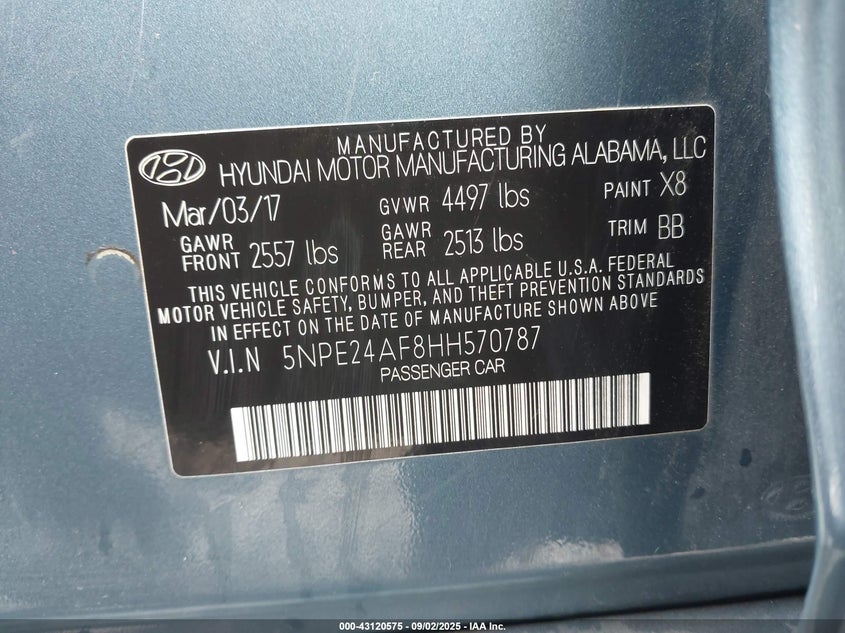 MANUFACTURED BY
HYUNDAI MOTOR MANUFACTURING ALABAMA, LLC
Mar/03/17 GVWR 4497 lbs PAINT X8
GAWR FRONT 2557 lbs GAWR REAR 2513 lbs TRIM BB
THIS VEHICLE CONFORMS TO ALL APPLICABLE U.S.A. FEDERAL
MOTOR VEHICLE SAFETY, BUMPER, AND THEFT PREVENTION STANDARDS
IN EFFECT ON THE DATE OF MANUFACTURE SHOWN ABOVE
V.I.N 5NPE24AF8HH570787
PASSENGER CAR
000-43120575 - 09/02/2025 - IAA Inc.